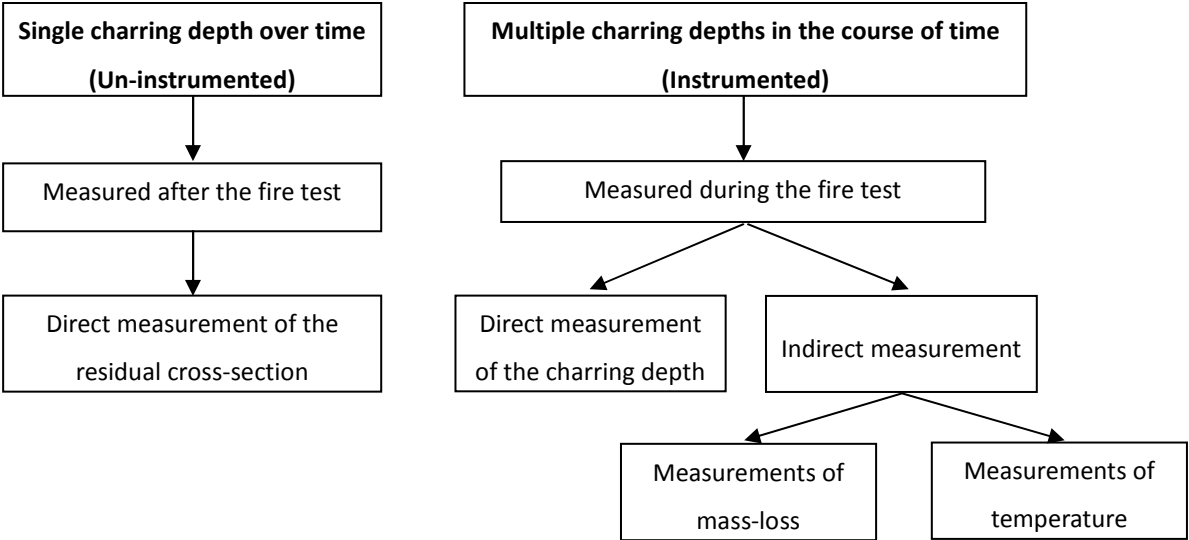 Single charring depth over time
(Un-instrumented)
Measured after the fire test
Direct measurement of the
residual cross-section
Multiple charring depths in the course of time
(Instrumented)
Measured during the fire test
Direct measurement
of the charring depth
Indirect measurement
Measurements of
mass-loss
Measurements of
temperature